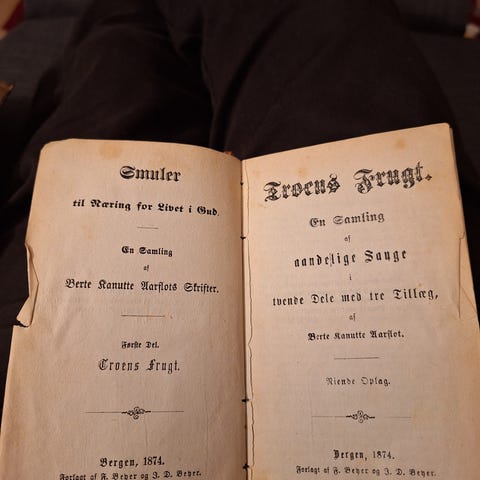 Smuler
til Næring for Livet i Gud.
En Samling
af
Berte Kanutte Aarflots Skrifter.
Første Del.
Troens Frugt.
Bergen, 1874.
Forlagt af F. Beyer og J. D. Beyer.
Troens Frugt.
En Samling
af
aandelige Sange
i
tvende Dele med tre Tillæg,
af
Berte Kanutte Aarflot.
Niende Oplag.
Bergen, 1874.
Forlagt af F. Beyer og J. D. Beyer.